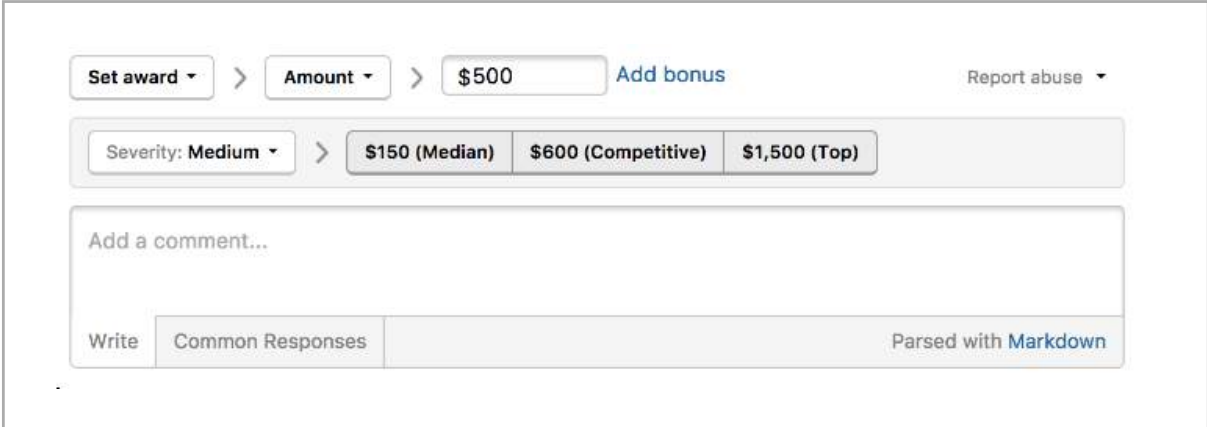 Set award > Amount > $500 Add bonus Report abuse
Severity: Medium > $150 (Median) $600 (Competitive) $1,500 (Top)
Add a comment...
Write Common Responses Parsed with Markdown